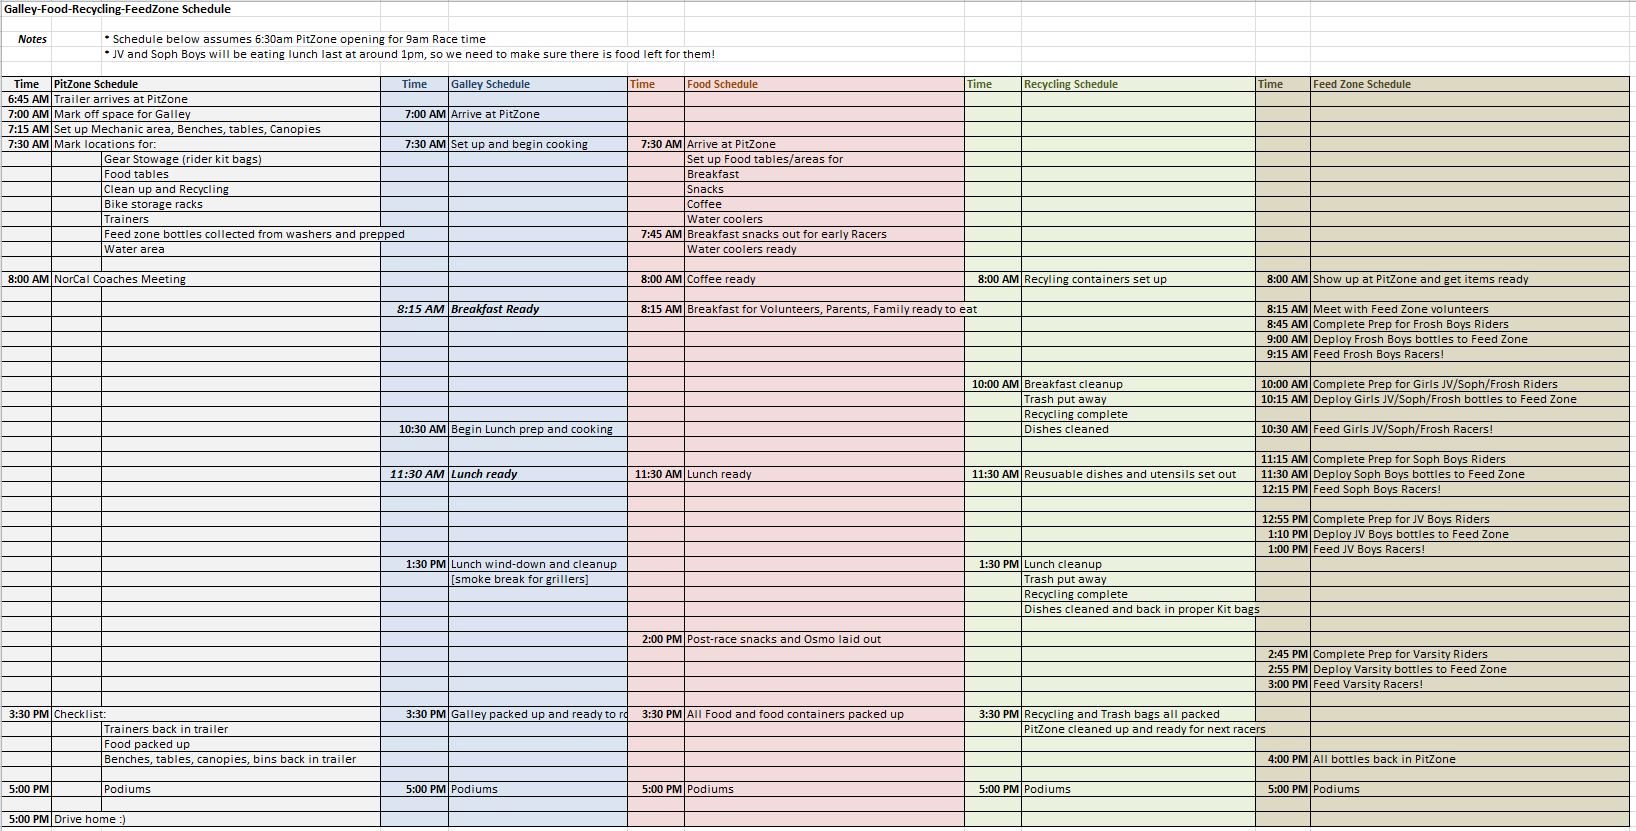 Galley-Food-Recycling-FeedZone Schedule
Notes * Schedule below assumes 6:30am PitZone opening for 9am Race time
* JV and Soph Boys will be eating lunch last at around 1pm, so we need to make sure there is food left for them!
Time PitZone Schedule Time Galley Schedule Time Food Schedule Time Recycling Schedule Time Feed Zone Schedule
6:45 AM Trailer arrives at PitZone
7:00 AM Mark off space for Galley 7:00 AM Arrive at PitZone
7:15 AM Set up Mechanic area, Benches, tables, Canopies
7:30 AM Mark locations for: 7:30 AM Set up and begin cooking 7:30 AM Arrive at PitZone
Gear Stowage (rider kit bags) Set up Food tables/areas for
Food tables Breakfast
Clean up and Recycling Snacks
Bike storage racks Coffee
Trainers Water coolers
Feed zone bottles collected from washers and prepped 7:45 AM Breakfast snacks out for early Racers
Water area Water coolers ready
8:00 AM NorCal Coaches Meeting 8:00 AM Coffee ready 8:00 AM Recyling containers set up 8:00 AM Show up at PitZone and get items ready
8:15 AM Breakfast Ready 8:15 AM Breakfast for Volunteers, Parents, Family ready to eat 8:15 AM Meet with Feed Zone volunteers
8:45 AM Complete Prep for Frosh Boys Riders
9:00 AM Deploy Frosh Boys bottles to Feed Zone
9:15 AM Feed Frosh Boys Racers!
10:00 AM Breakfast cleanup 10:00 AM Complete Prep for Girls JV/Soph/Frosh Riders
Trash put away 10:15 AM Deploy Girls JV/Soph/Frosh bottles to Feed Zone
Recycling complete
10:30 AM Begin Lunch prep and cooking Dishes cleaned 10:30 AM Feed Girls JV/Soph/Frosh Racers!
11:15 AM Complete Prep for Soph Boys Riders
11:30 AM Lunch ready 11:30 AM Lunch ready 11:30 AM Reusuable dishes and utensils set out 11:30 AM Deploy Soph Boys bottles to Feed Zone
12:15 PM Feed Soph Boys Racers!
12:55 PM Complete Prep for JV Boys Riders
1:10 PM Deploy JV Boys bottles to Feed Zone
1:00 PM Feed JV Boys Racers!
1:30 PM Lunch wind-down and cleanup 1:30 PM Lunch cleanup
[smoke break for grillers] Trash put away
Recycling complete
Dishes cleaned and back in proper Kit bags
2:00 PM Post-race snacks and Osmo laid out
2:45 PM Complete Prep for Varsity Riders
2:55 PM Deploy Varsity bottles to Feed Zone
3:00 PM Feed Varsity Racers!
3:30 PM Checklist: 3:30 PM Galley packed up and ready to ro 3:30 PM All Food and food containers packed up 3:30 PM Recycling and Trash bags all packed
Trainers back in trailer PitZone cleaned up and ready for next racers
Food packed up
Benches, tables, canopies, bins back in trailer 4:00 PM All bottles back in PitZone
5:00 PM Podiums 5:00 PM Podiums 5:00 PM Podiums 5:00 PM Podiums 5:00 PM Podiums
5:00 PM Drive home :)